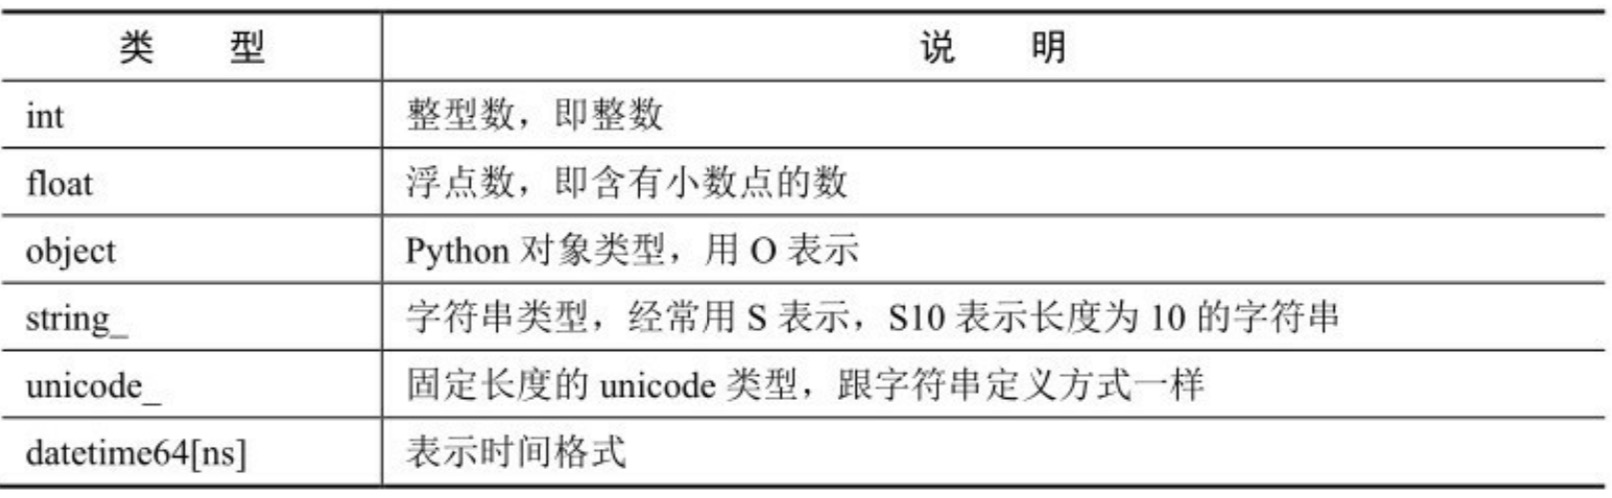 类 型 说 明
int 整型数，即整数
float 浮点数，即含有小数点的数
object Python 对象类型，用 O 表示
string_ 字符串类型，经常用 S 表示，S10 表示长度为 10 的字符串
unicode_ 固定长度的 unicode 类型，跟字符串定义方式一样
datetime64[ns] 表示时间格式